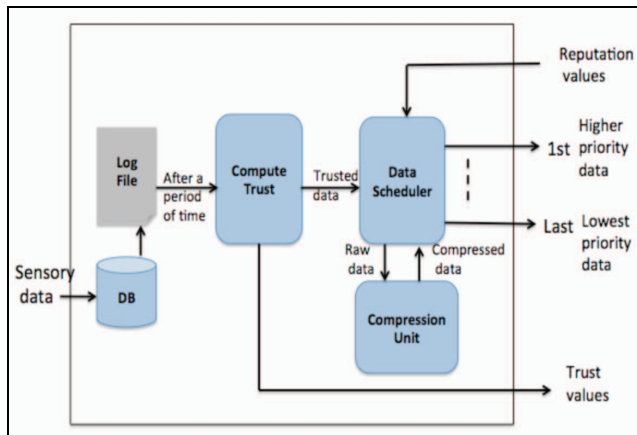 Reputation
values
Log
File
After a
period
of time
Compute
Trust
Trusted
data
Data
Scheduler
1st
Higher
priority
data
Last
Lowest
priority
data
Raw
data
Compressed
data
Sensory
data
DB
Compression
Unit
Trust
values